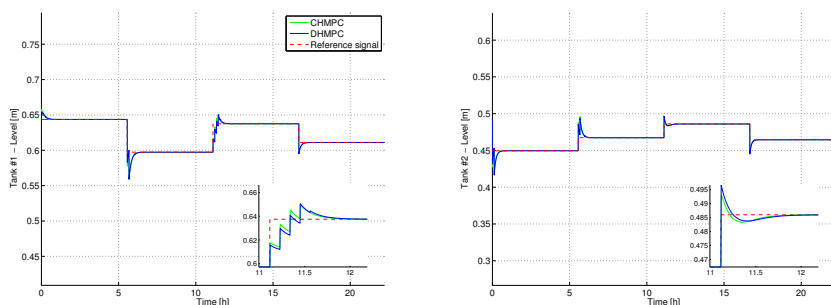 CHMPC
DHMPC
Reference signal
Tank #1 – Level [m]
0.75
0.7
0.65
0.6
0.55
0.5
0.45
0 5 10 15 20
Time [h]
0.64
0.62
0.6
11 11.5 12
Tank #2 – Level [m]
0.6
0.55
0.5
0.45
0.4
0.35
0.3
0 5 10 15 20
Time [h]
0.495
0.49
0.485
0.48
0.475
0.47
11 11.5 12